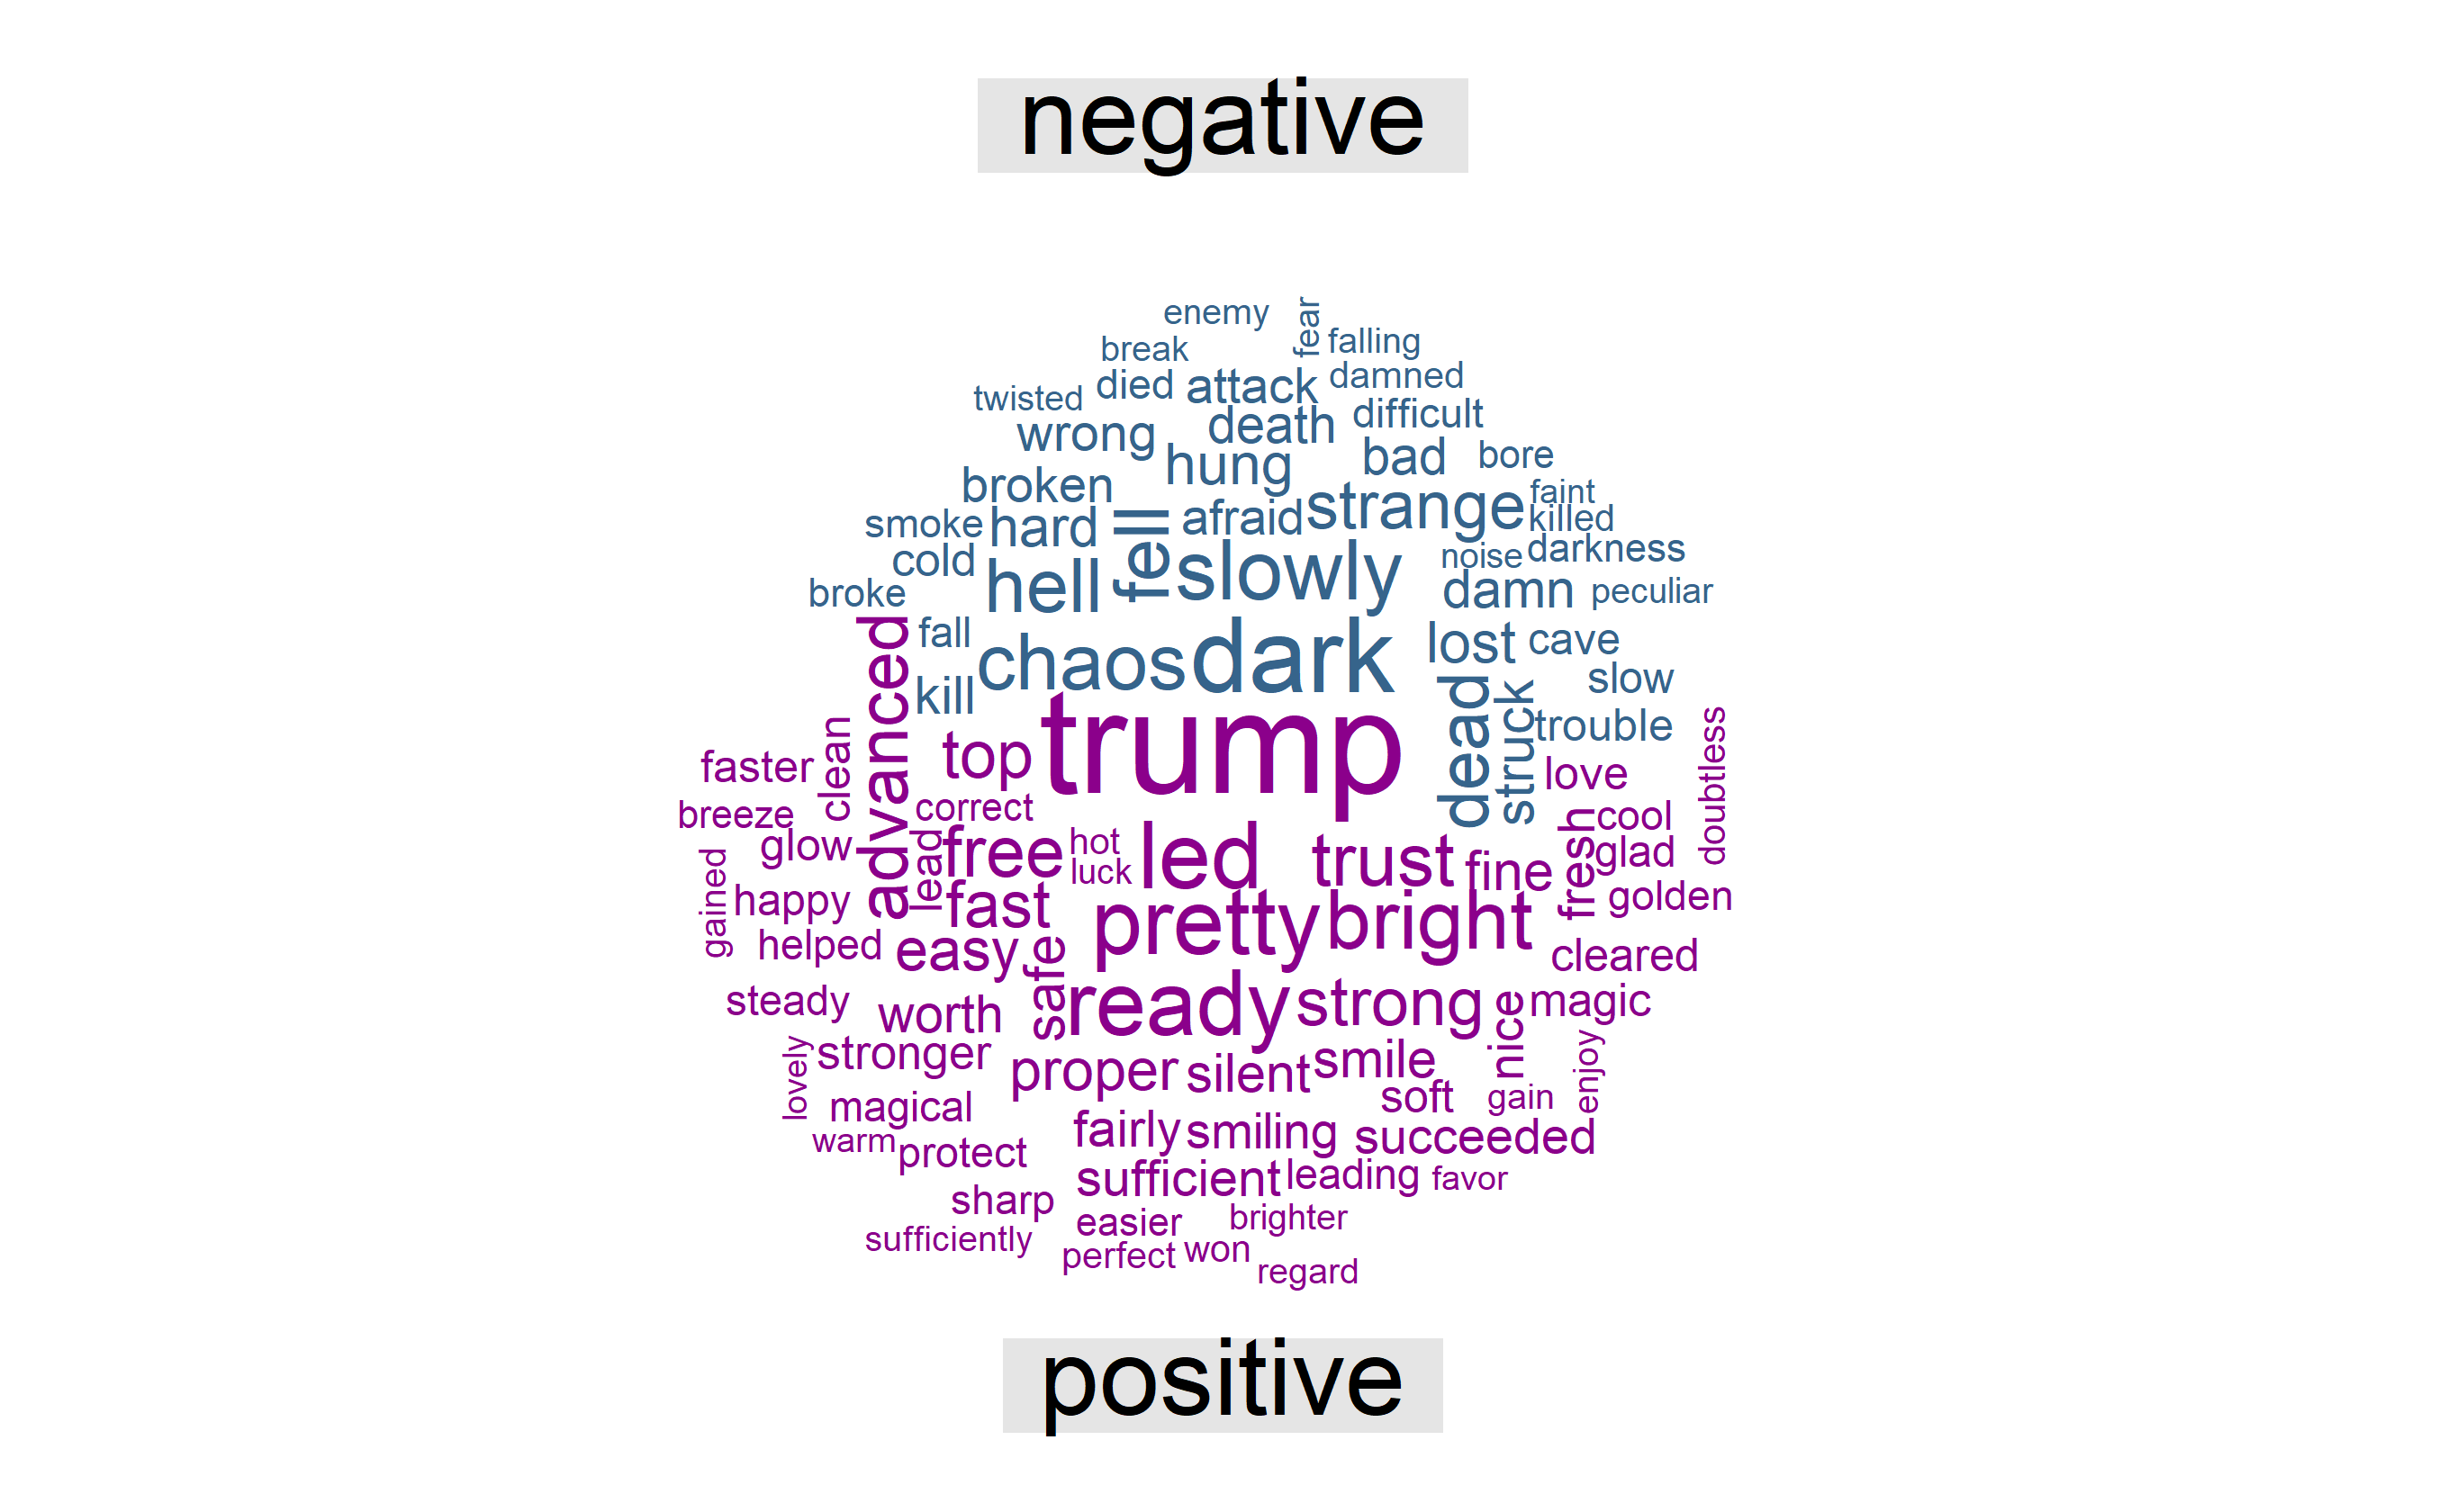 negative
enemy
fear
falling
break
died
attack
damned
twisted
wrong
death
difficult
hung
bad
bore
broken
strange
faint
smoke
hard
fell
afraid
killed
cold
hell
slowly
noise
darkness
broke
damn
peculiar
fall
chaos
dark
lost
cave
kill
dead
struck
slow
trouble
advanced
top
trump
doubtless
faster
clean
love
breeze
correct
cool
glow
lead
free
hot
luck
led
trust
fine
fresh
glad
gained
happy
fast
pretty
bright
golden
helped
easy
safe
cleared
steady
worth
ready
strong
nice
magic
lovely
stronger
proper
silent
smile
enjoy
magical
soft
gain
warm
protect
fairly
smiling
succeeded
sufficient
leading
favor
sharp
easier
brighter
sufficiently
perfect
won
regard
positive